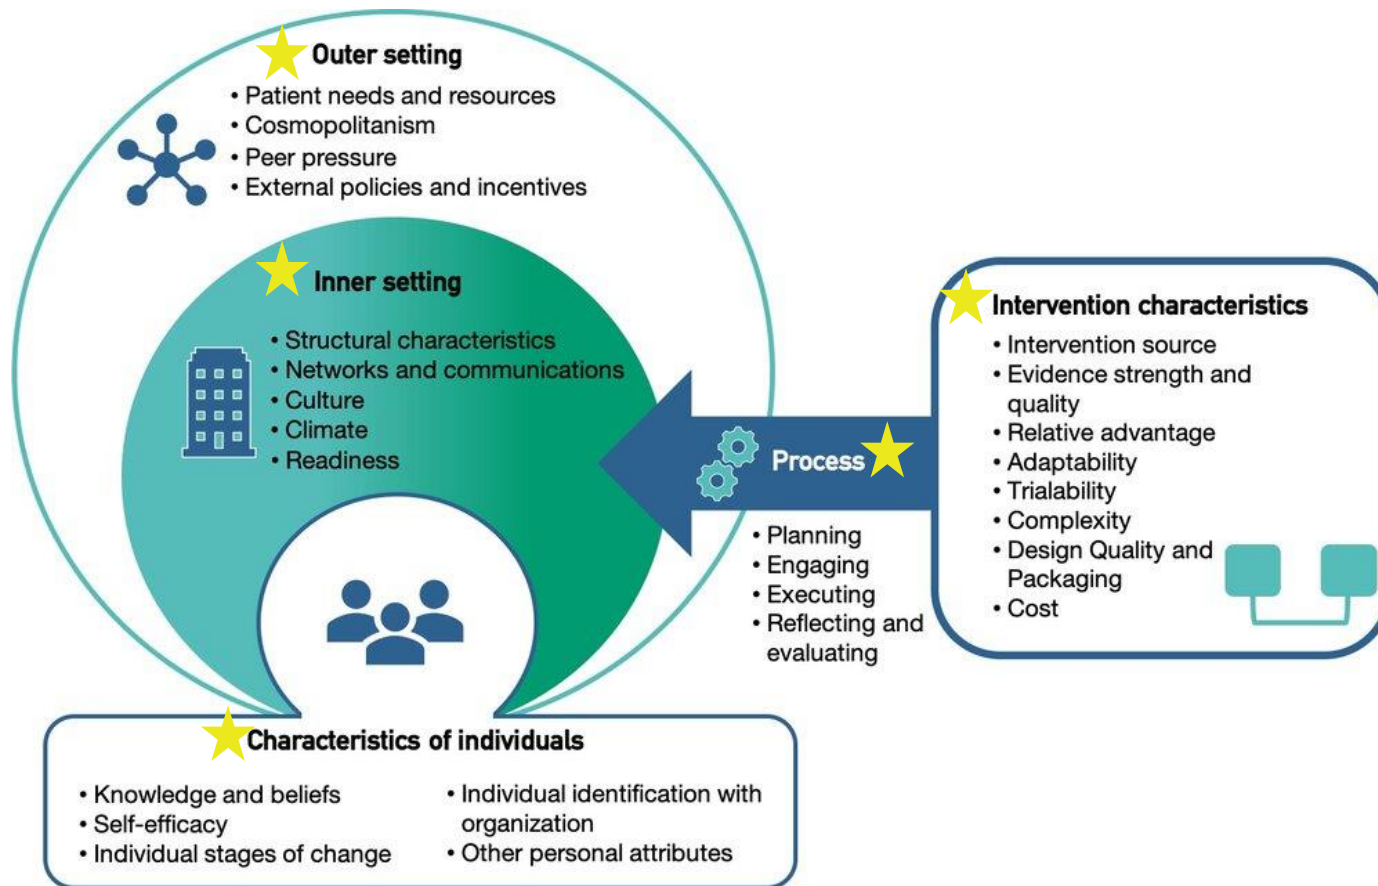 Outer setting
• Patient needs and resources
• Cosmopolitanism
• Peer pressure
• External policies and incentives
Inner setting
• Structural characteristics
• Networks and communications
• Culture
• Climate
• Readiness
Process
• Planning
• Engaging
• Executing
• Reflecting and
evaluating
Intervention characteristics
• Intervention source
• Evidence strength and
quality
• Relative advantage
• Adaptability
• Trialability
• Complexity
• Design Quality and
Packaging
• Cost
Characteristics of individuals
• Knowledge and beliefs
• Self-efficacy
• Individual stages of change
• Individual identification with
organization
• Other personal attributes